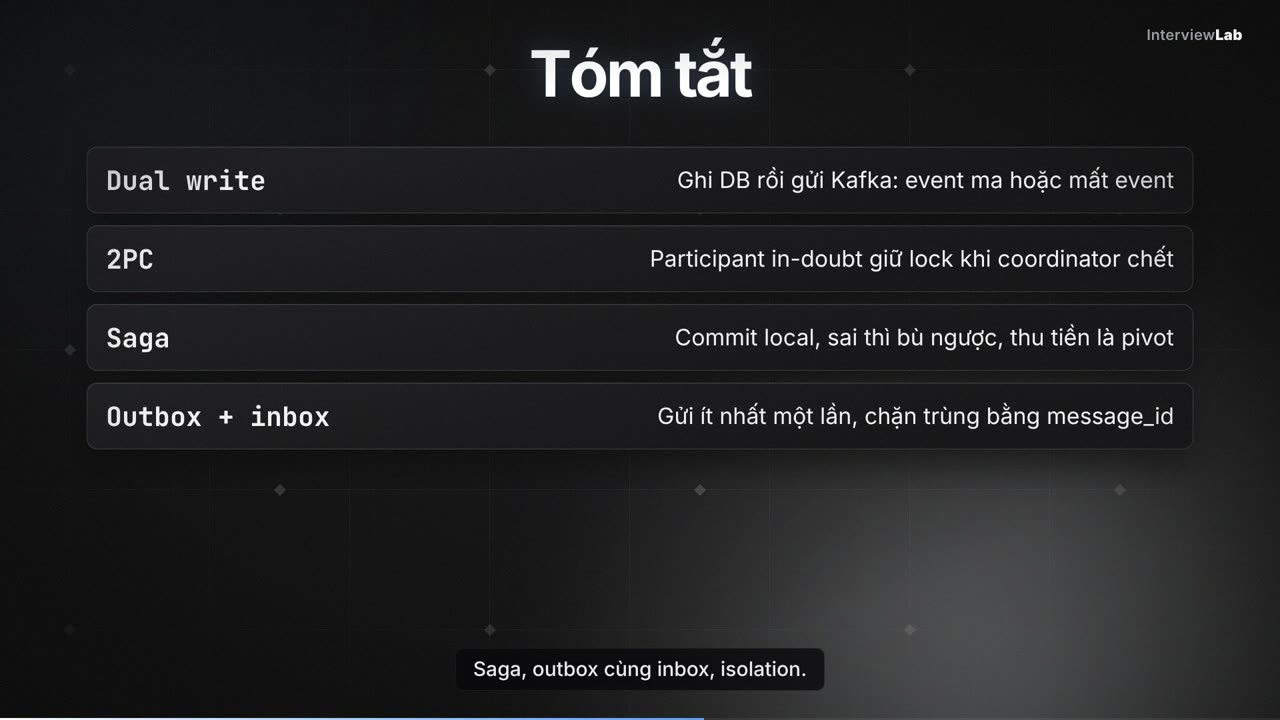 InterviewLab
Tóm tắt
Dual write
Ghi DB rồi gửi Kafka: event ma hoặc mất event
2PC
Participant in-doubt giữ lock khi coordinator chết
Saga
Commit local, sai thì bù ngược, thu tiền là pivot
Outbox + inbox
Gửi ít nhất một lần, chặn trùng bằng message_id
Saga, outbox cùng inbox, isolation.